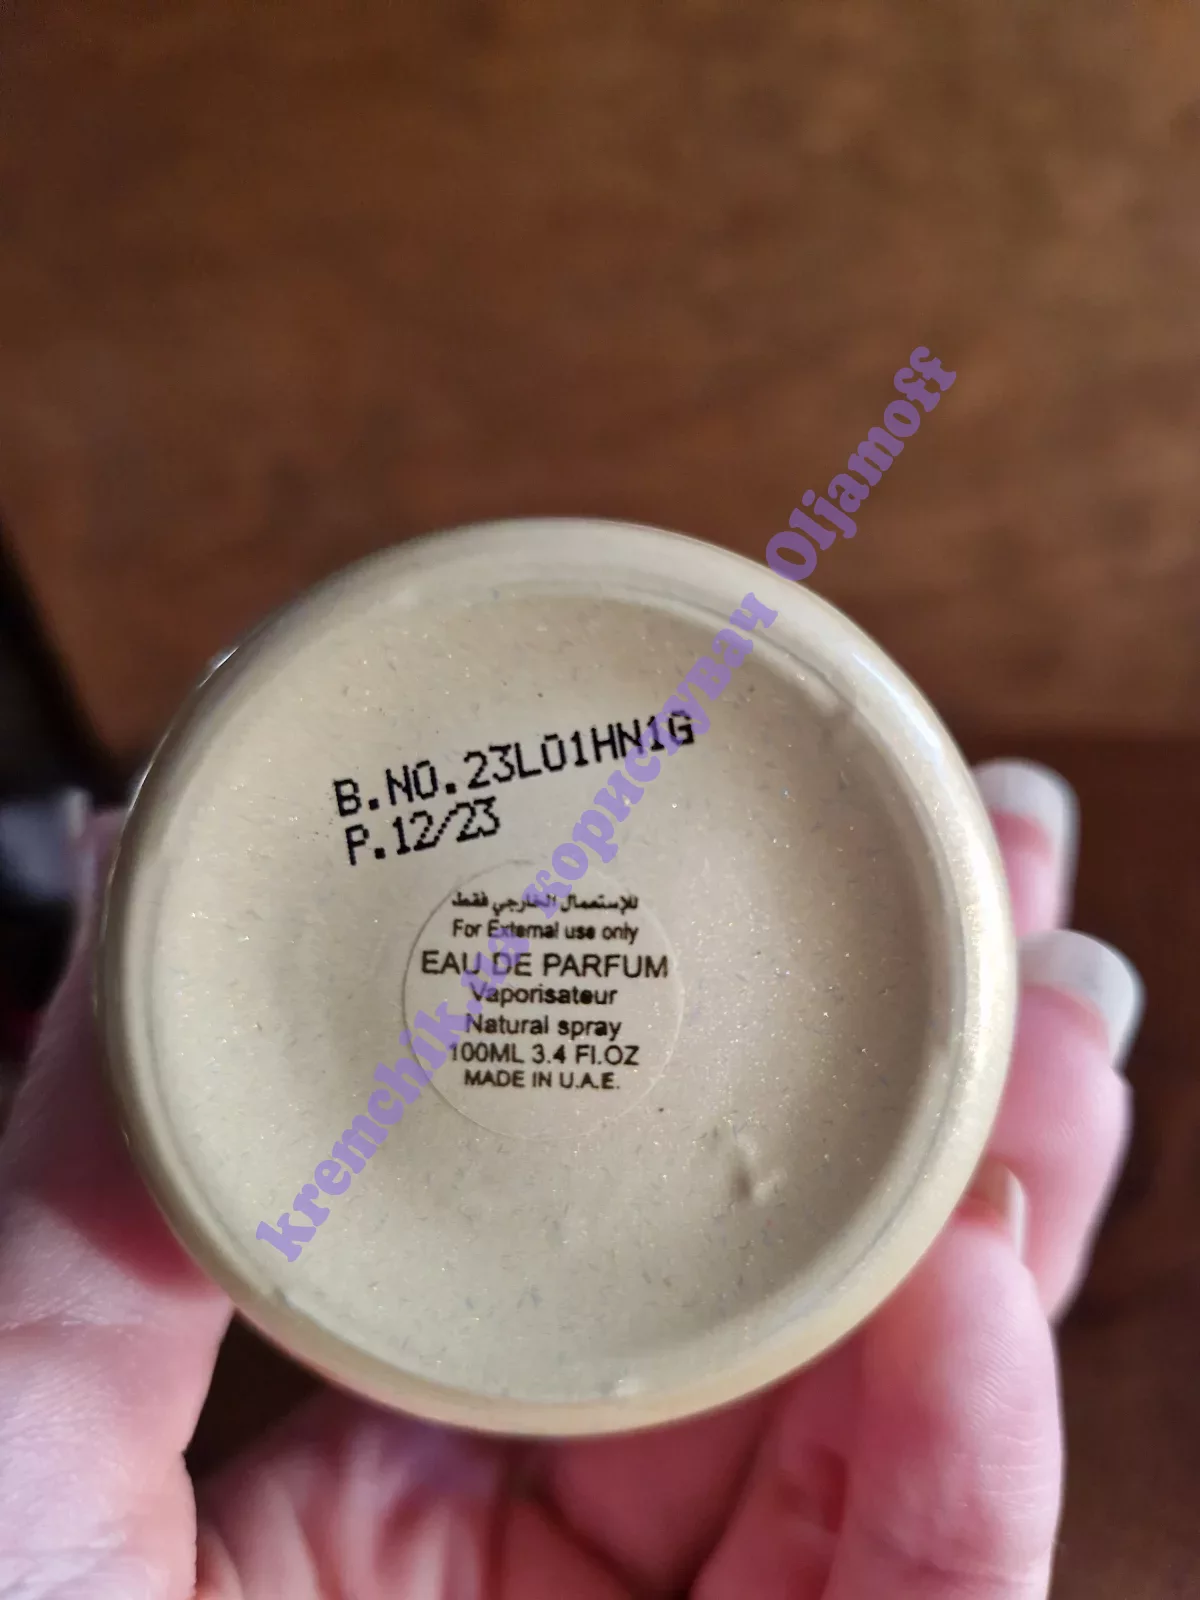 B.NO.23L01HN1G
P.12/23
للإستعمال الخارجي فقط
For External use only
EAU DE PARFUM
Vaporisateur
Natural spray
100ML 3.4 Fl.OZ
MADE IN U.A.E.
kremchik.ua користувач Oljamoff